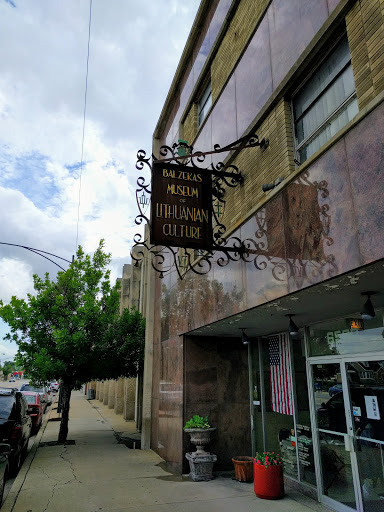 BALZEKAS
MUSEUM
OF
LITHUANIAN
CULTURE